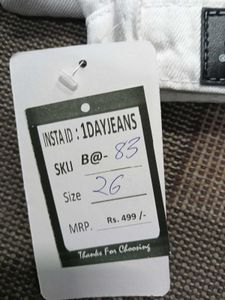 INSTA ID : 1DAYJEANS
SKU B@- 83
Size 26
MRP. Rs. 499 /-
Thanks For Choosing